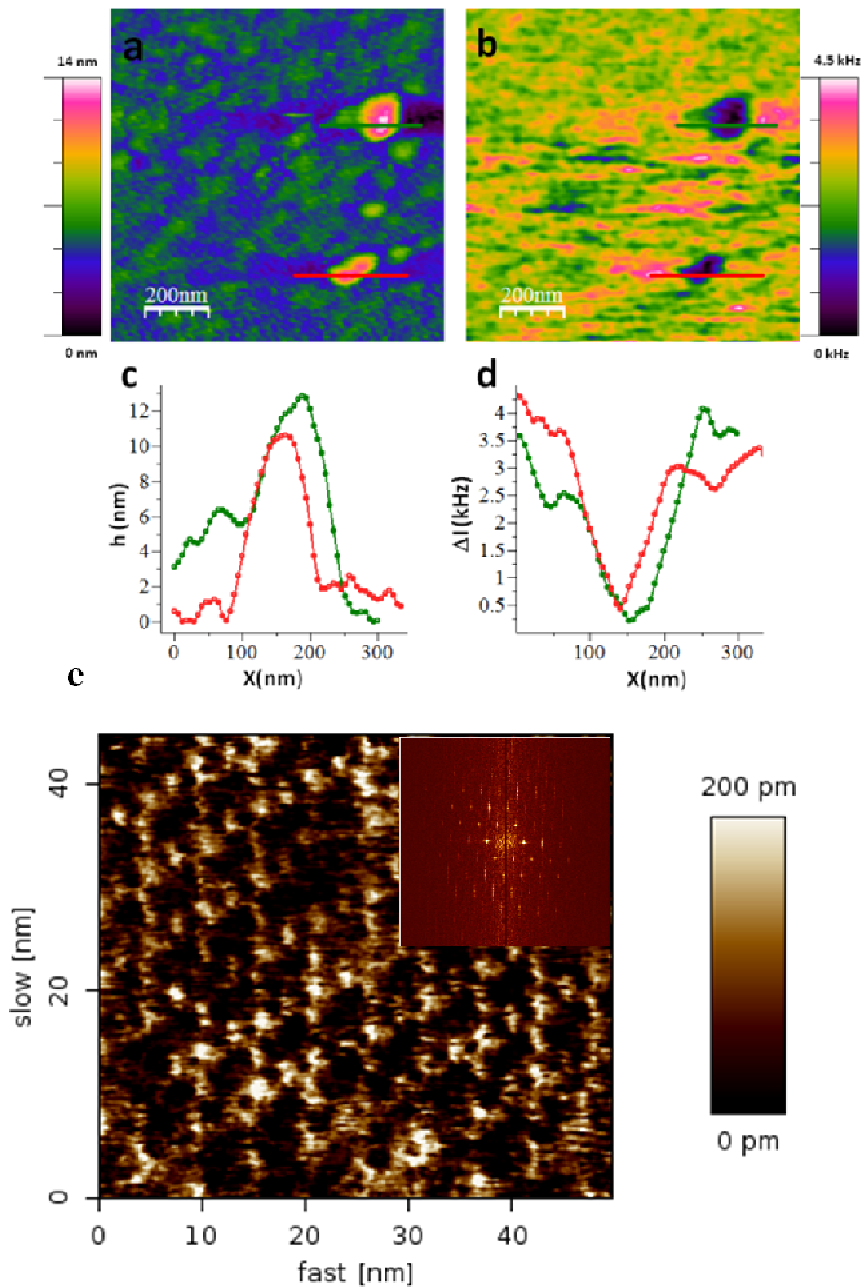 a
b
14 nm
0 nm
4.5 kHz
0 kHz
200nm
200nm
c
d
h (nm)
12
10
8
6
4
2
0
0 100 200 300
X(nm)
ΔI(kHz)
4
3.5
3
2.5
2
1.5
1
0.5
0 100 200 300
X(nm)
e
200 pm
0 pm
slow [nm]
40
20
0
0 10 20 30 40
fast [nm]